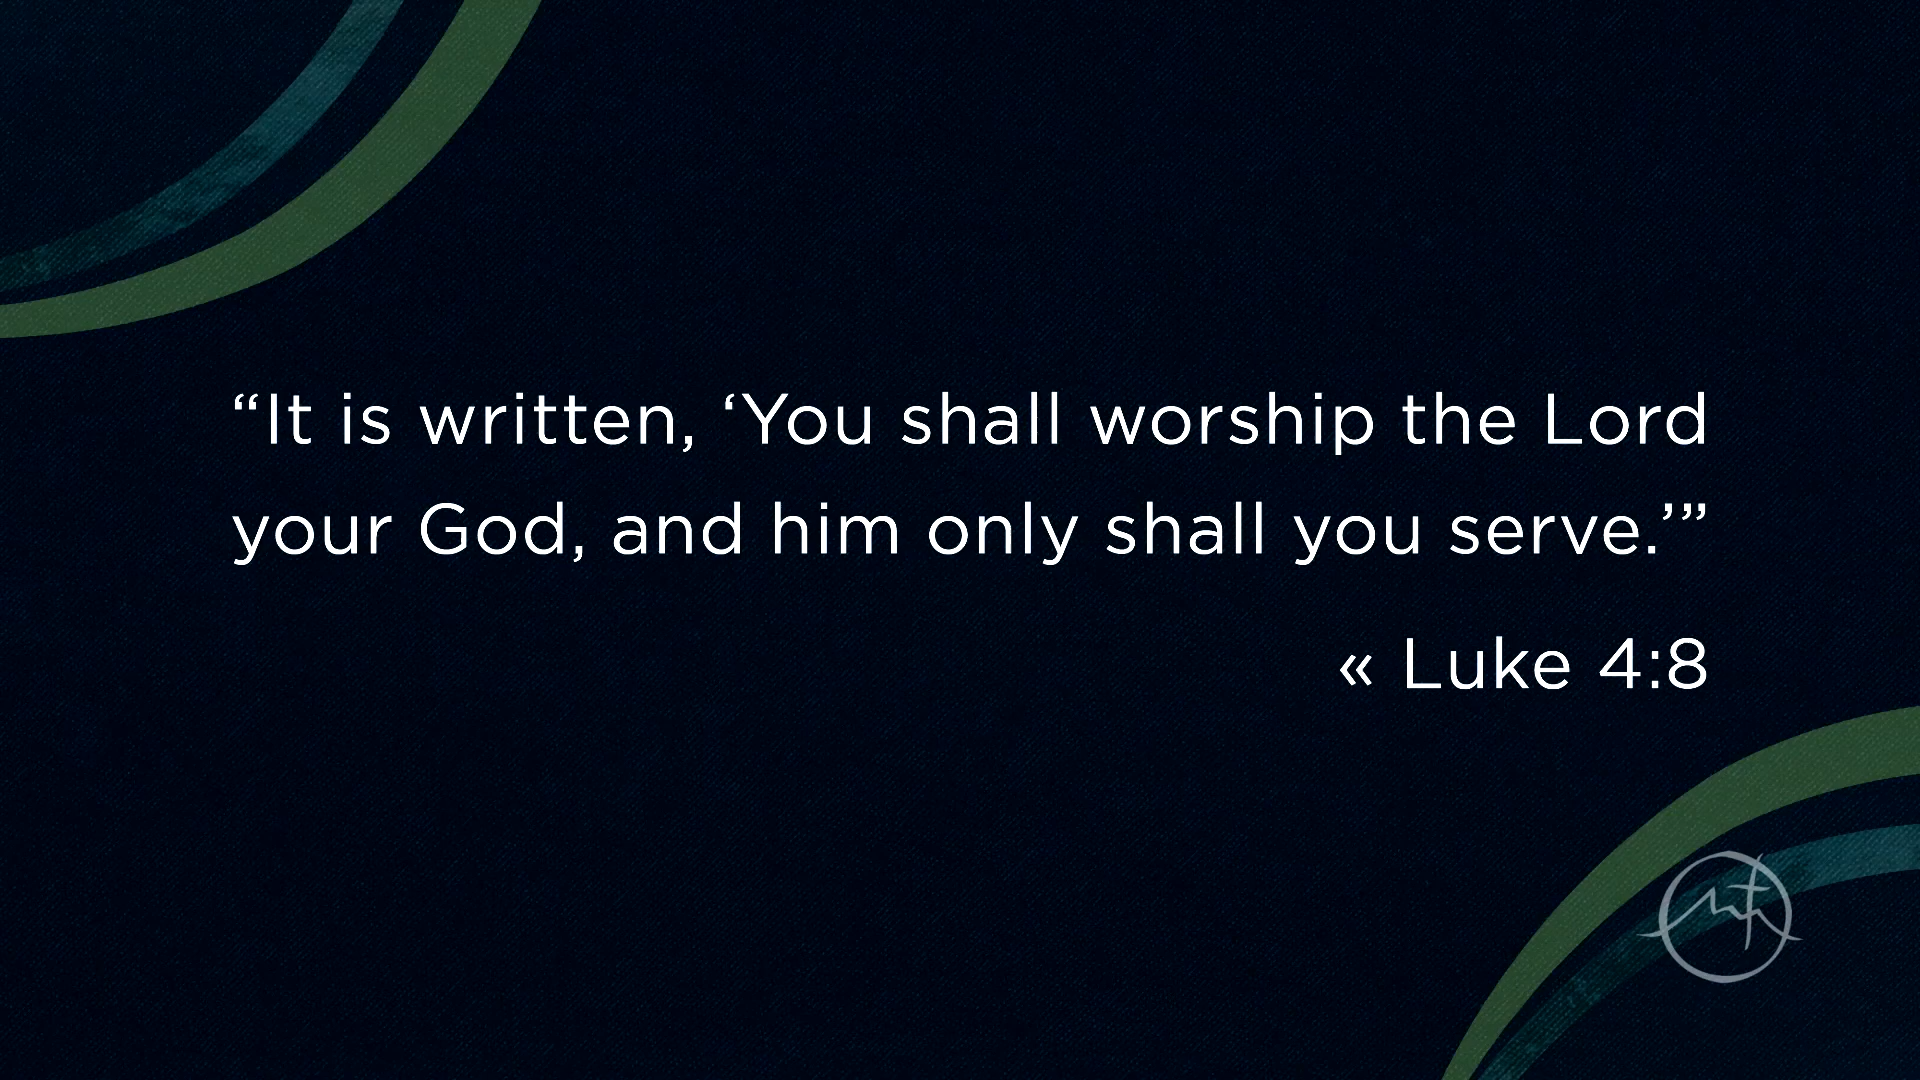 “It is written, ‘You shall worship the Lord
your God, and him only shall you serve.’”
« Luke 4:8